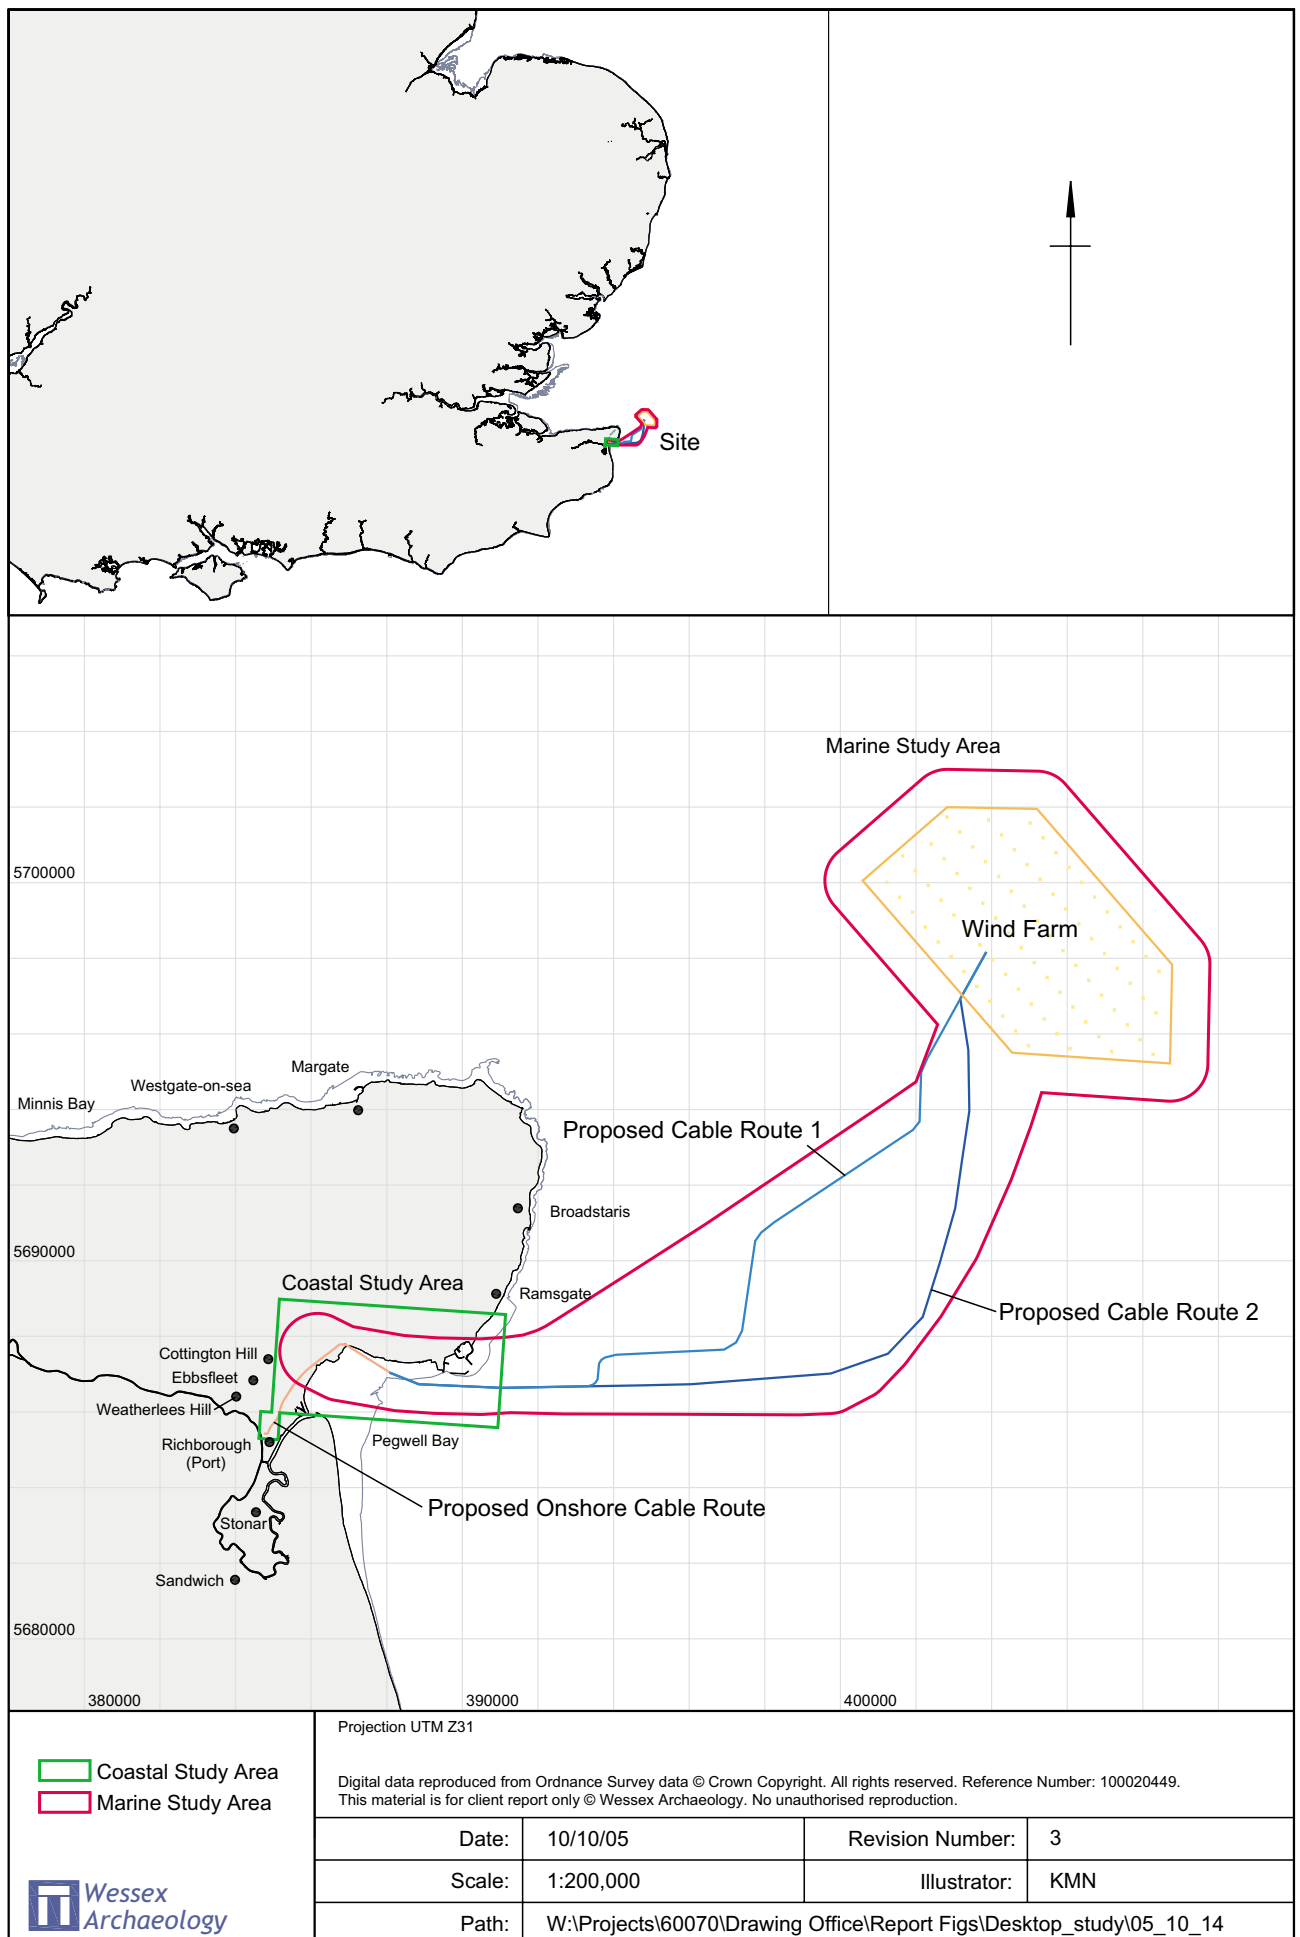 Site
Marine Study Area
5700000
Wind Farm
Margate
Westgate-on-sea
Minnis Bay
Proposed Cable Route 1
Broadstaris
5690000
Coastal Study Area
Ramsgate
Proposed Cable Route 2
Cottington Hill
Ebbsfleet
Weatherlees Hill
Richborough
(Port)
Pegwell Bay
Proposed Onshore Cable Route
Stonar
Sandwich
5680000
380000
390000
400000
Coastal Study Area
Marine Study Area
Wessex
Archaeology
Projection UTM Z31
Digital data reproduced from Ordnance Survey data © Crown Copyright. All rights reserved. Reference Number: 100020449.
This material is for client report only © Wessex Archaeology. No unauthorised reproduction.
Date: 10/10/05 Revision Number: 3
Scale: 1:200,000 Illustrator: KMN
Path: W:\Projects\60070\Drawing Office\Report Figs\Desktop_study\05_10_14